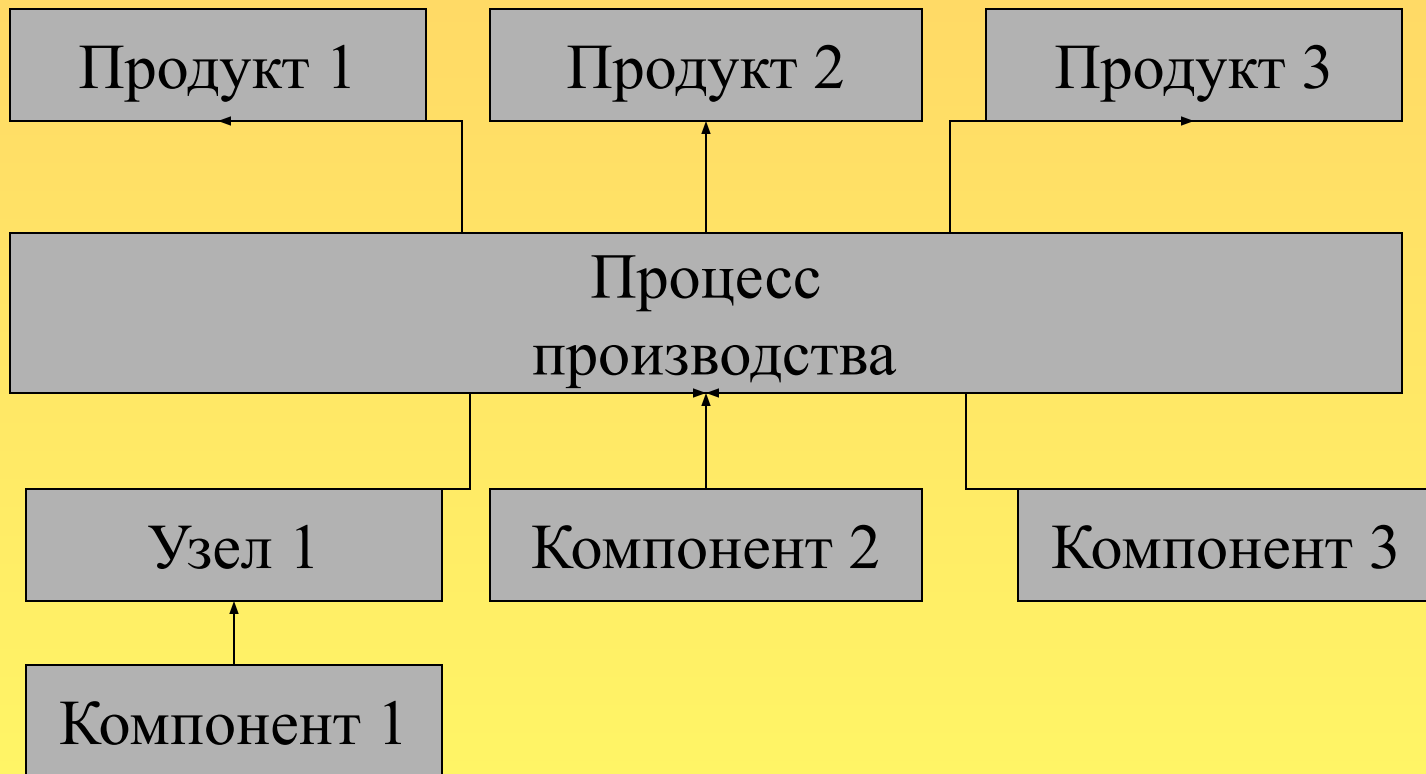 Продукт 1
Продукт 2
Продукт 3
Процесс
производства
Узел 1
Компонент 2
Компонент 3
Компонент 1